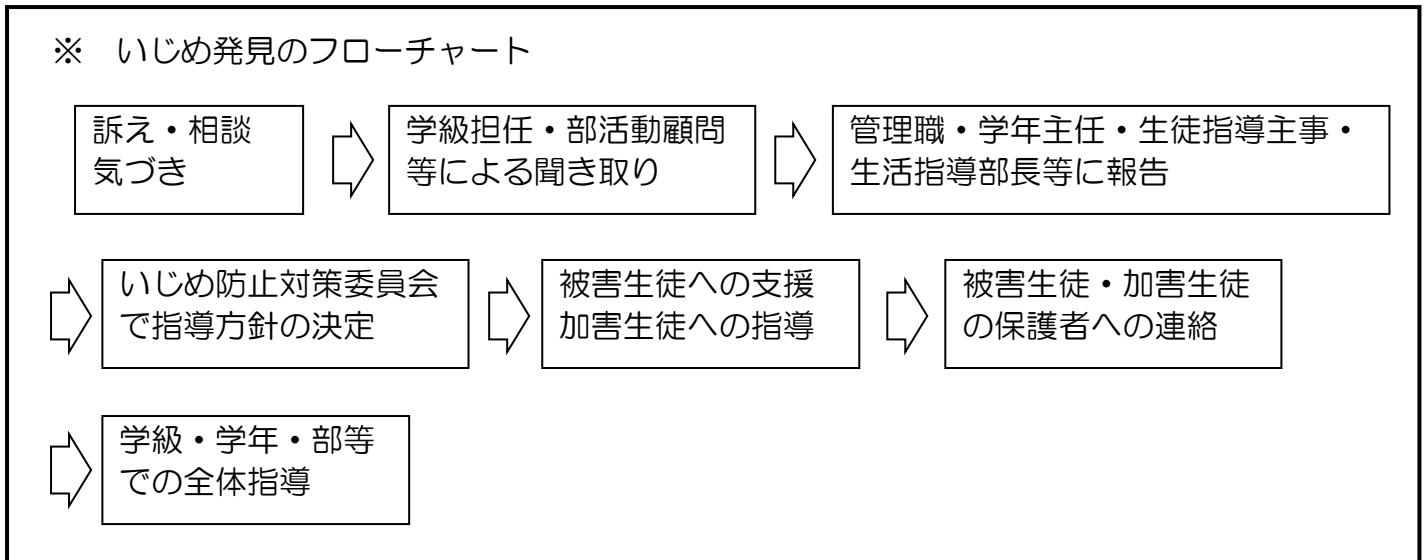 ※　いじめ発見のフローチャート
訴え・相談
気づき
学級担任・部活動顧問
等による聞き取り
管理職・学年主任・生徒指導主事・
生活指導部長等に報告
いじめ防止対策委員会
で指導方針の決定
被害生徒への支援
加害生徒への指導
被害生徒・加害生徒
の保護者への連絡
学級・学年・部等
での全体指導